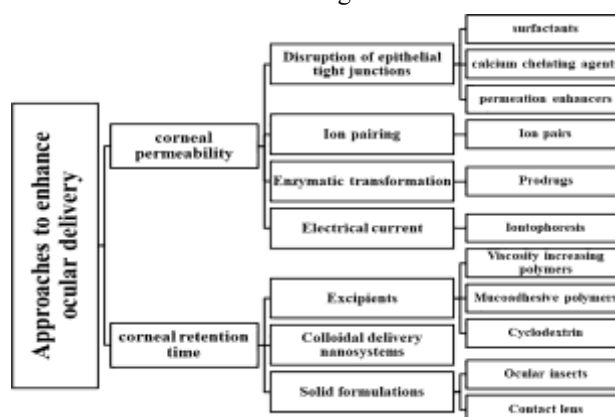 Approaches to enhance
ocular delivery
corneal
permeability
Disruption of epithelial
tight junctions
surfactants
calcium chelating agents
permeation enhancers
Ion pairing
Ion pairs
Enzymatic transformation
Prodrugs
Electrical current
Iontophoresis
corneal retention
time
Excipients
Viscosity increasing
polymers
Mucoadhesive polymers
Cyclodextrin
Colloidal delivery
nanosystems
Solid formulations
Ocular inserts
Contact lens